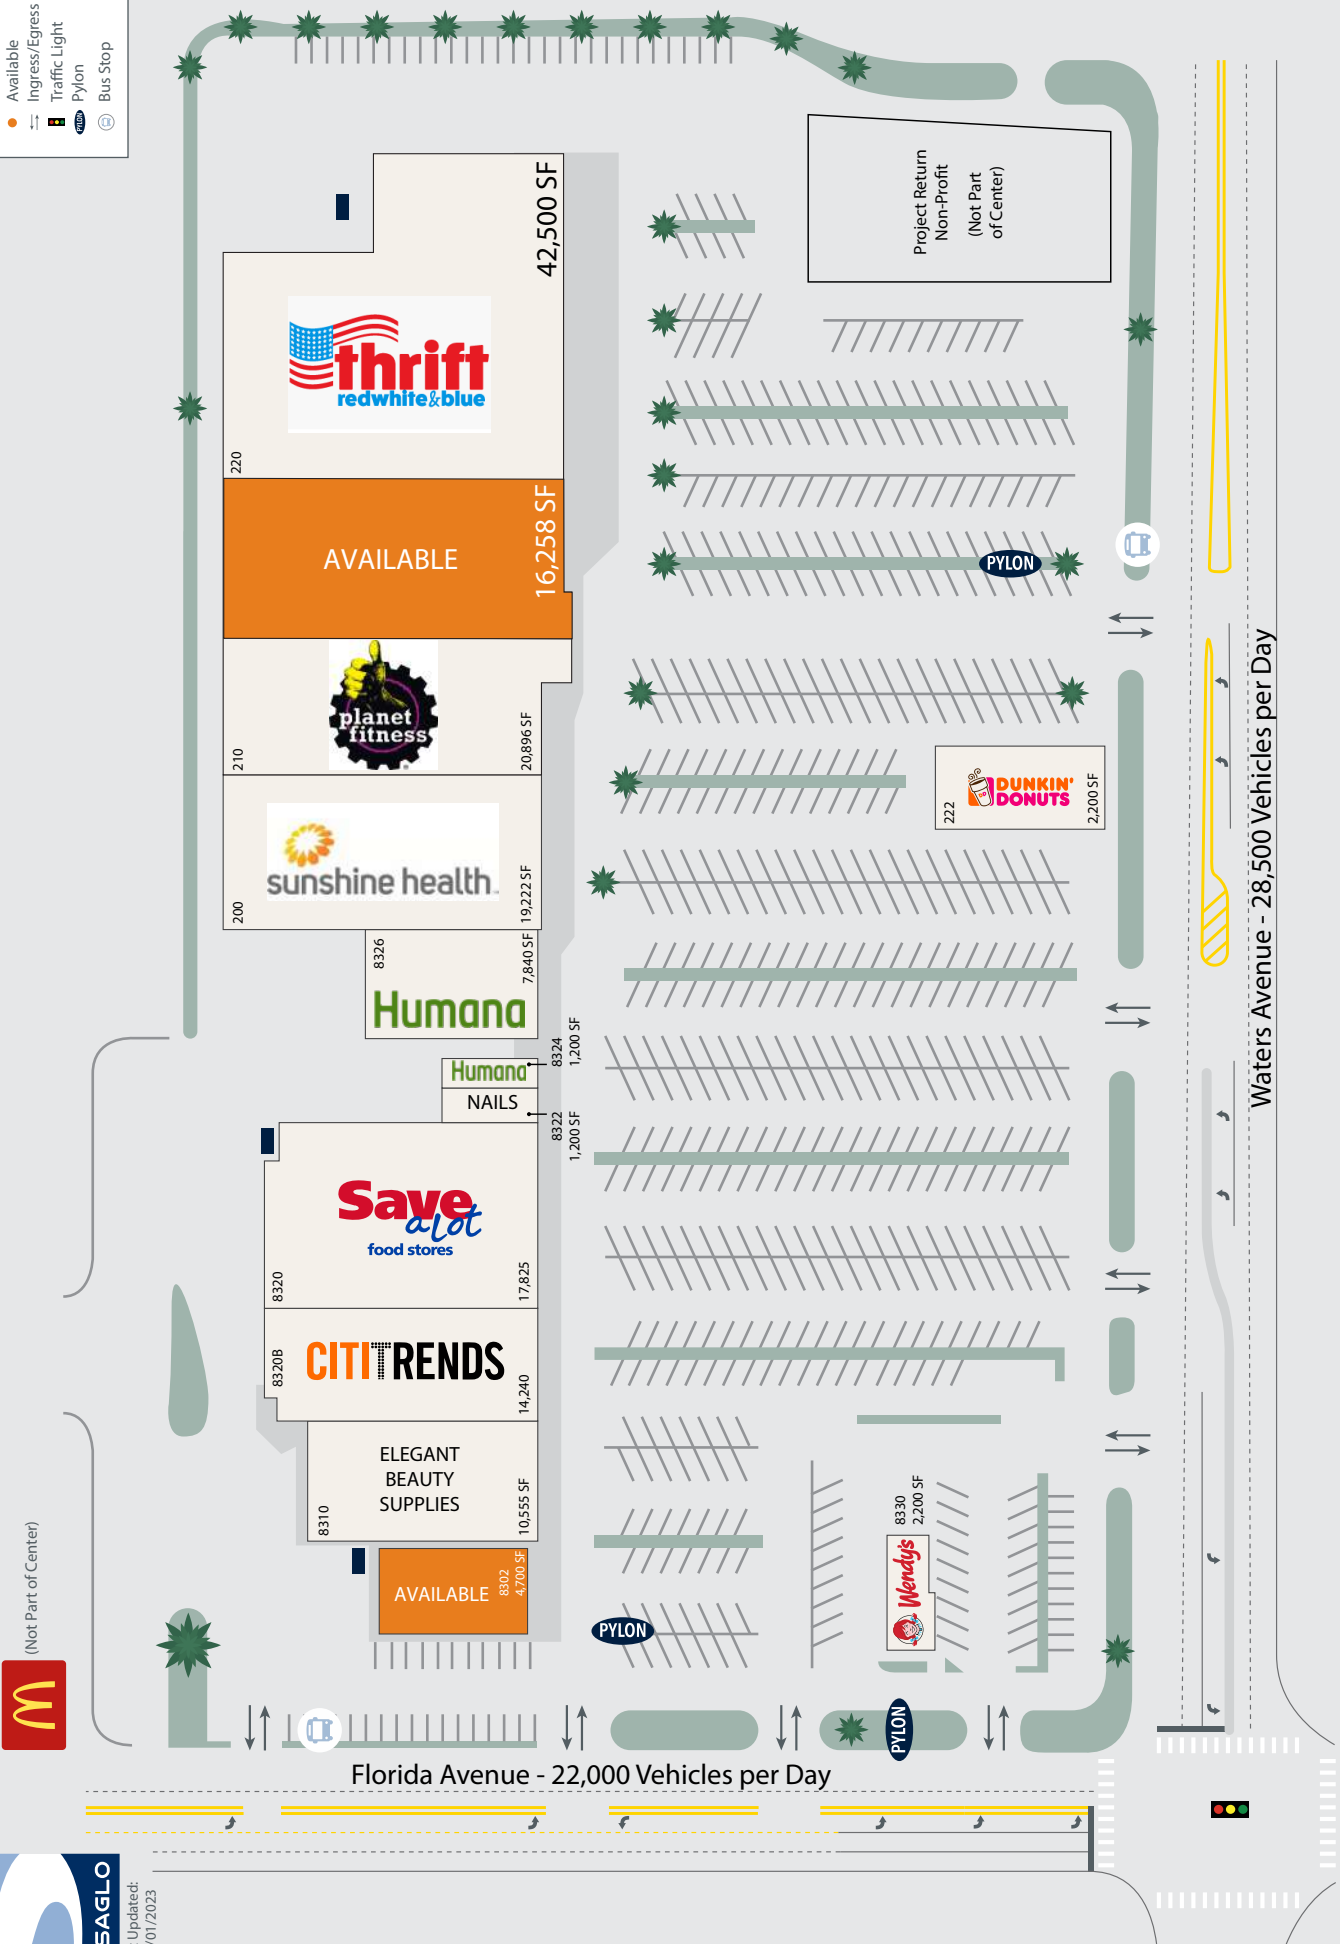 Available
Ingress/Egress
Traffic Light
PYLON
Pylon
Bus Stop
42,500 SF
thrift
redwhite&blue
220
AVAILABLE
16,258 SF
planet
fitness
210
20,896 SF
sunshine health
200
19,222 SF
8326
7,840 SF
Humana
Humana
8324
1,200 SF
NAILS
8322
1,200 SF
Save
a Lot
food stores
8320
17,825
CITITRENDS
8320B
14,240
ELEGANT
BEAUTY
SUPPLIES
8310
10,555 SF
AVAILABLE
8302
4,700 SF
Project Return
Non-Profit
(Not Part
of Center)
PYLON
DUNKIN'
DONUTS
222
2,200 SF
8330
2,200 SF
Wendy's
PYLON
PYLON
(Not Part of Center)
Waters Avenue - 28,500 Vehicles per Day
Florida Avenue - 22,000 Vehicles per Day
SAGLO
Updated:
/01/2023